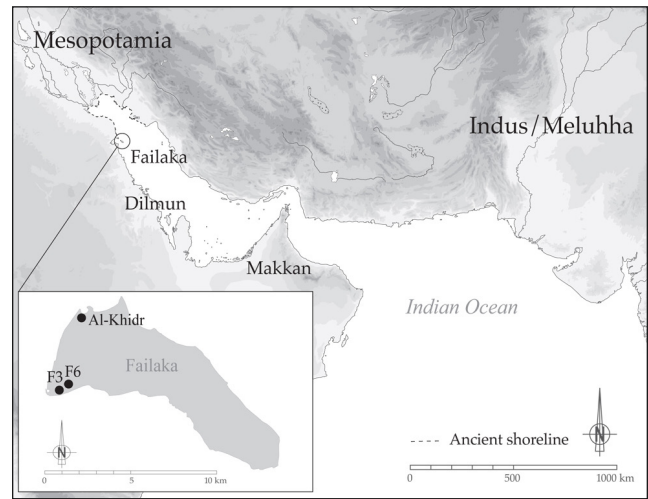 Mesopotamia
Indus/Meluhha
Failaka
Dilmun
Makkan
Indian Ocean
Al-Khidr
Failaka
F3 F6
N
0 5 10 km
Ancient shoreline
N
0 500 1000 km